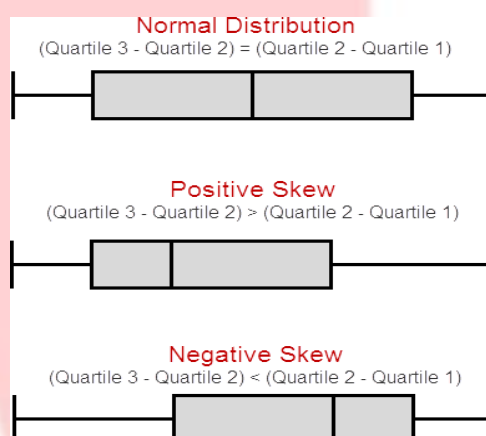 Normal Distribution
(Quartile 3 - Quartile 2) = (Quartile 2 - Quartile 1)
Positive Skew
(Quartile 3 - Quartile 2) > (Quartile 2 - Quartile 1)
Negative Skew
(Quartile 3 - Quartile 2) < (Quartile 2 - Quartile 1)